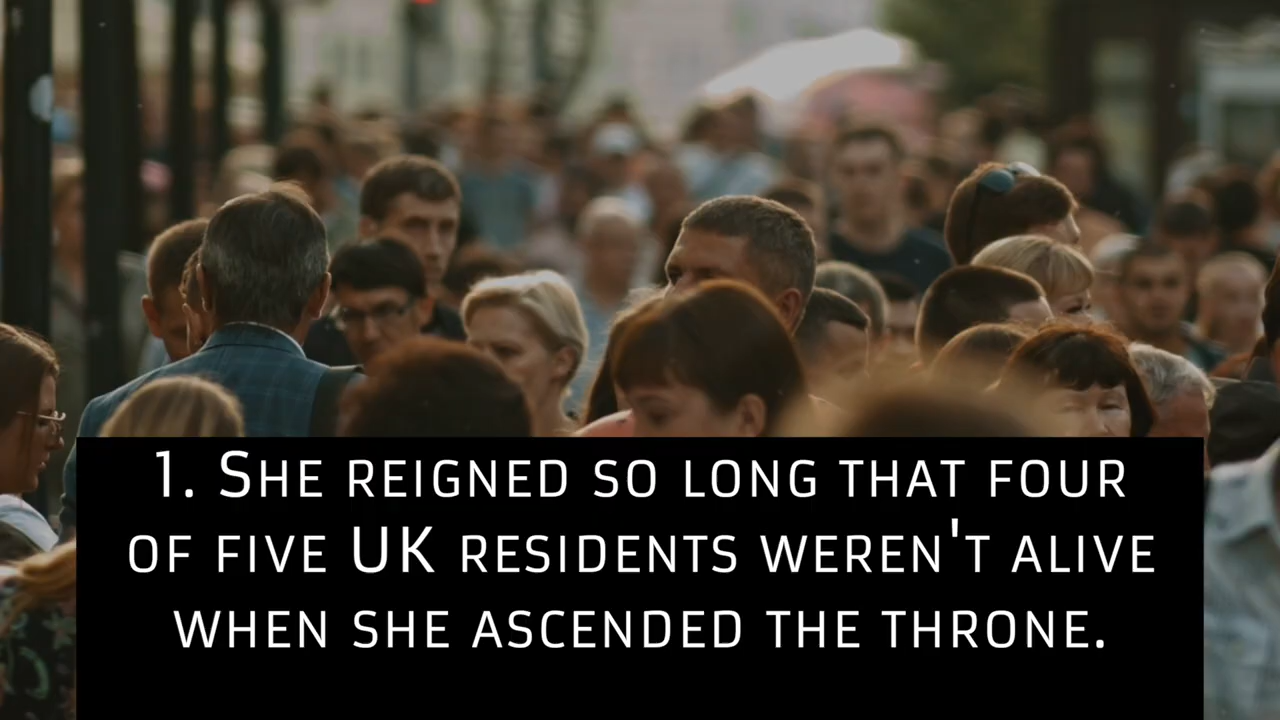 1. She reigned so long that four
of five UK residents weren't alive
when she ascended the throne.